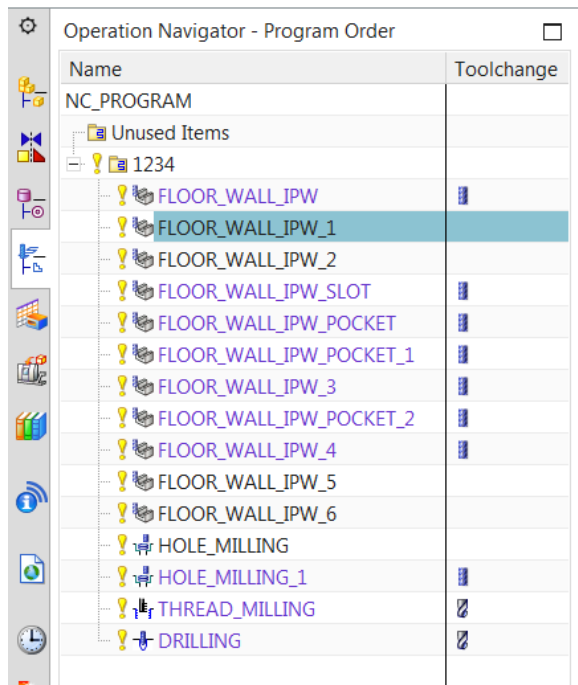 Operation Navigator - Program Order
Name Toolchange
NC_PROGRAM
Unused Items
1234
FLOOR_WALL_IPW
FLOOR_WALL_IPW_1
FLOOR_WALL_IPW_2
FLOOR_WALL_IPW_SLOT
FLOOR_WALL_IPW_POCKET
FLOOR_WALL_IPW_POCKET_1
FLOOR_WALL_IPW_3
FLOOR_WALL_IPW_POCKET_2
FLOOR_WALL_IPW_4
FLOOR_WALL_IPW_5
FLOOR_WALL_IPW_6
HOLE_MILLING
HOLE_MILLING_1
THREAD_MILLING
DRILLING